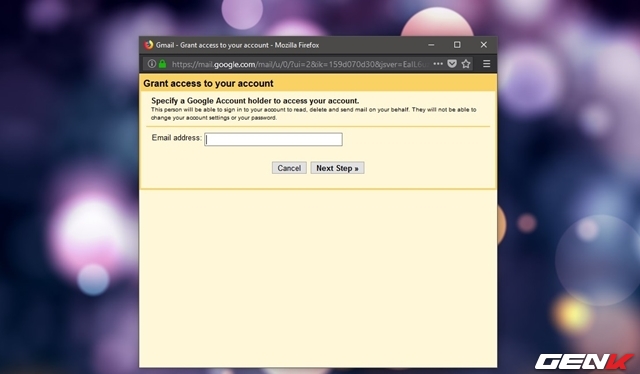 Gmail - Grant access to your account - Mozilla Firefox
https://mail.google.com/mail/u/0/?ui=2&ik=159d070d30&jsver=
Grant access to your account
Specify a Google Account holder to access your account.
This person will be able to sign in to your account to read, delete and send mail on your behalf. They will not be able to
change your account settings or your password.
Email address:
Cancel Next Step »
GENK